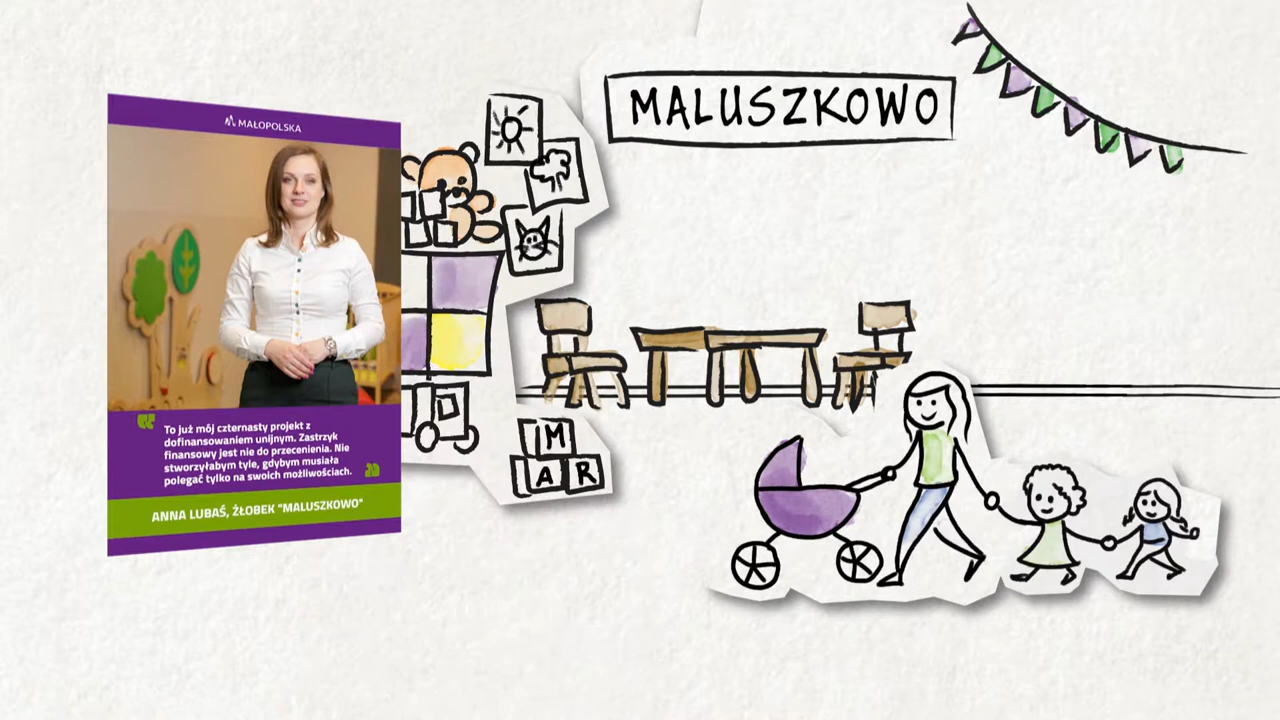 MAŁOPOLSKA
To już mój czternasty projekt z
dofinansowaniem unijnym. Zastrzyk
finansowy jest nie do przecenienia. Nie
stworzyłabym tyle, gdybym musiała
polegać tylko na swoich możliwościach.
ANNA LUBAŚ, ŻŁOBEK "MALUSZKOWO"
MALUSZKOWO
M
A R